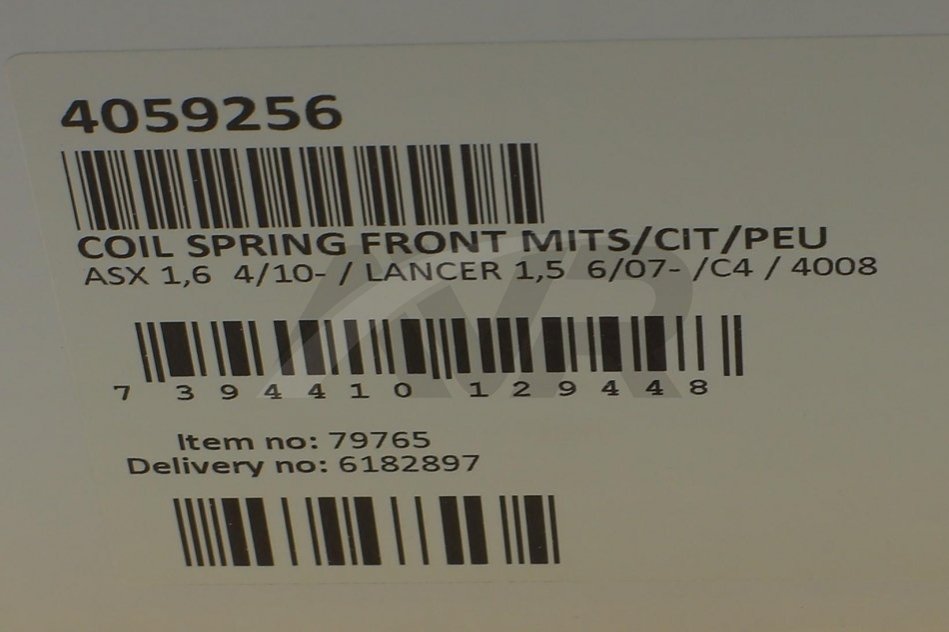 4059256
COIL SPRING FRONT MITS/CIT/PEU
ASX 1,6 4/10- / LANCER 1,5 6/07- /C4 / 4008
7 394410 129448
Item no: 79765
Delivery no: 6182897